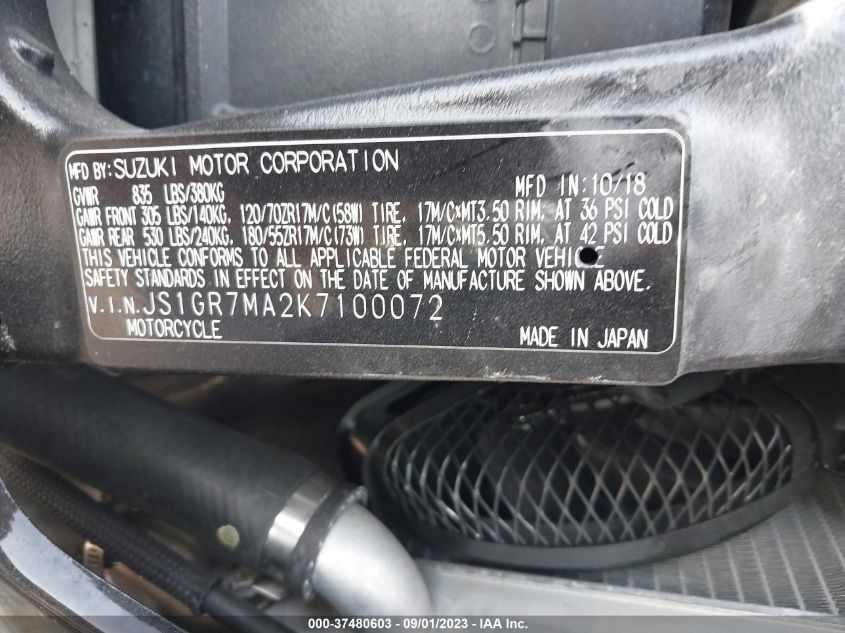 MFD BY: SUZUKI MOTOR CORPORATION
GVWR 835 LBS/380KG MFD IN: 10/18
GAWR FRONT 305 LBS/140KG, 120/70ZR17M/C(58W) TIRE, 17M/C×MT3.50 RIM, AT 36 PSI COLD
GAWR REAR 530 LBS/240KG, 180/55ZR17M/C(73W) TIRE, 17M/C×MT5.50 RIM, AT 42 PSI COLD
THIS VEHICLE CONFORMS TO ALL APPLICABLE FEDERAL MOTOR VEHICLE
SAFETY STANDARDS IN EFFECT ON THE DATE OF MANUFACTURE SHOWN ABOVE.
V.I.N. JS1GR7MA2K7100072
MOTORCYCLE MADE IN JAPAN
000-37480603 - 09/01/2023 - IAA Inc.